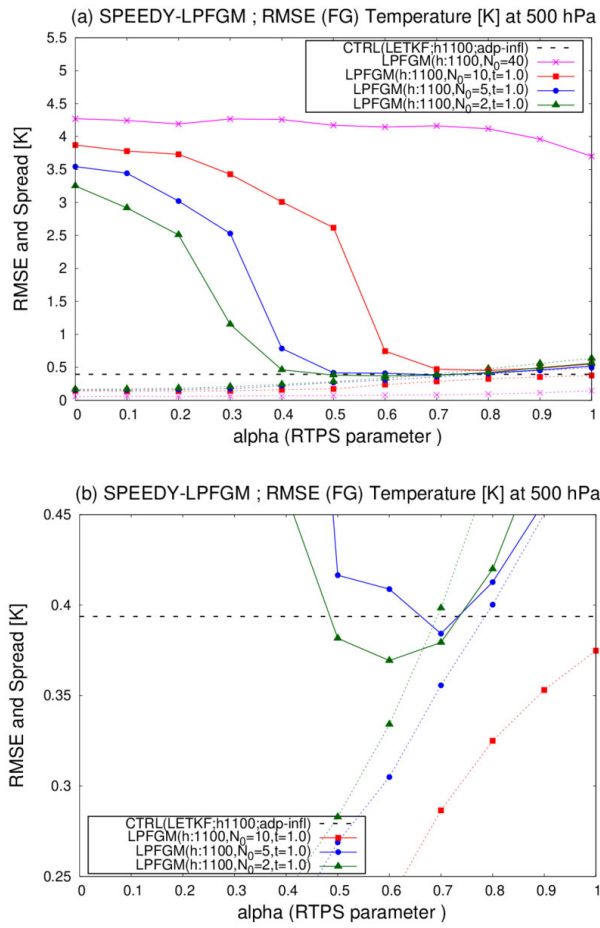 (a) SPEEDY-LPFGM ; RMSE (FG) Temperature [K] at 500 hPa
CTRL(LETKF;h1100;adp-infl)
LPFGM(h:1100,N0=40)
LPFGM(h:1100,N0=10,t=1.0)
LPFGM(h:1100,N0=5,t=1.0)
LPFGM(h:1100,N0=2,t=1.0)
RMSE and Spread [K]
5.5
5
4.5
4
3.5
3
2.5
2
1.5
1
0.5
0
0 0.1 0.2 0.3 0.4 0.5 0.6 0.7 0.8 0.9 1
alpha (RTPS parameter )
(b) SPEEDY-LPFGM ; RMSE (FG) Temperature [K] at 500 hPa
RMSE and Spread [K]
0.45
0.4
0.35
0.3
0.25
CTRL(LETKF;h1100;adp-infl)
LPFGM(h:1100,N0=10,t=1.0)
LPFGM(h:1100,N0=5,t=1.0)
LPFGM(h:1100,N0=2,t=1.0)
0 0.1 0.2 0.3 0.4 0.5 0.6 0.7 0.8 0.9 1
alpha (RTPS parameter )